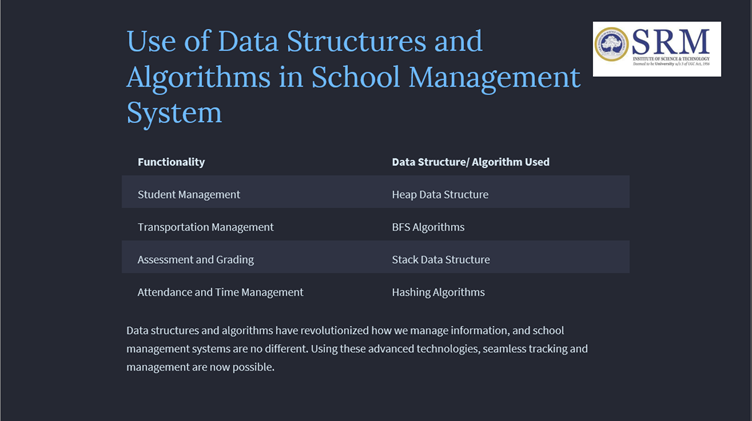 Use of Data Structures and
Algorithms in School Management
System
SRM
INSTITUTE OF SCIENCE & TECHNOLOGY
Deemed to be University u/s 3 of UGC Act, 1956
Functionality Data Structure/ Algorithm Used
Student Management Heap Data Structure
Transportation Management BFS Algorithms
Assessment and Grading Stack Data Structure
Attendance and Time Management Hashing Algorithms
Data structures and algorithms have revolutionized how we manage information, and school
management systems are no different. Using these advanced technologies, seamless tracking and
management are now possible.